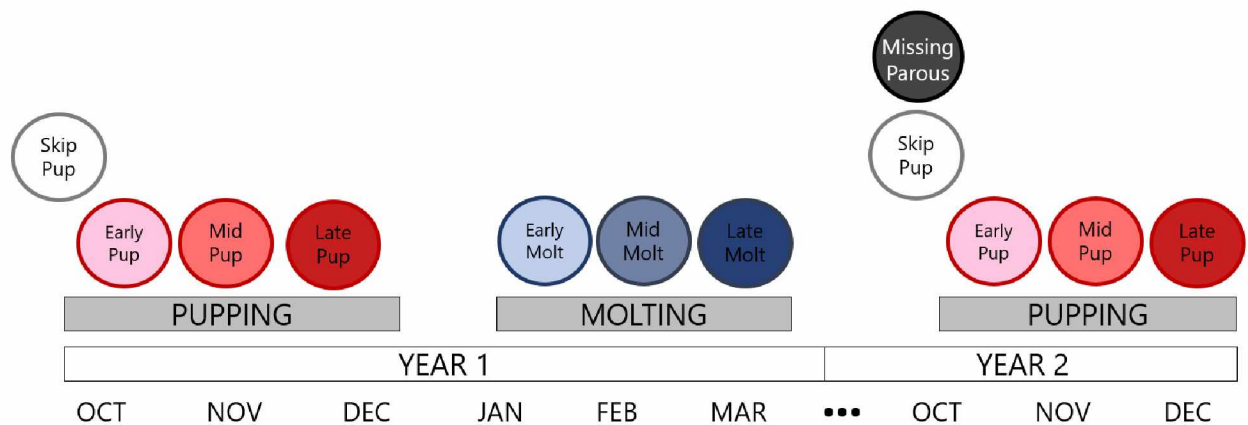 Missing
Parous
Skip
Pup
Skip
Pup
Early
Pup
Mid
Pup
Late
Pup
Early
Molt
Mid
Molt
Late
Molt
Early
Pup
Mid
Pup
Late
Pup
PUPPING
MOLTING
PUPPING
YEAR 1
YEAR 2
OCT NOV DEC JAN FEB MAR ••• OCT NOV DEC